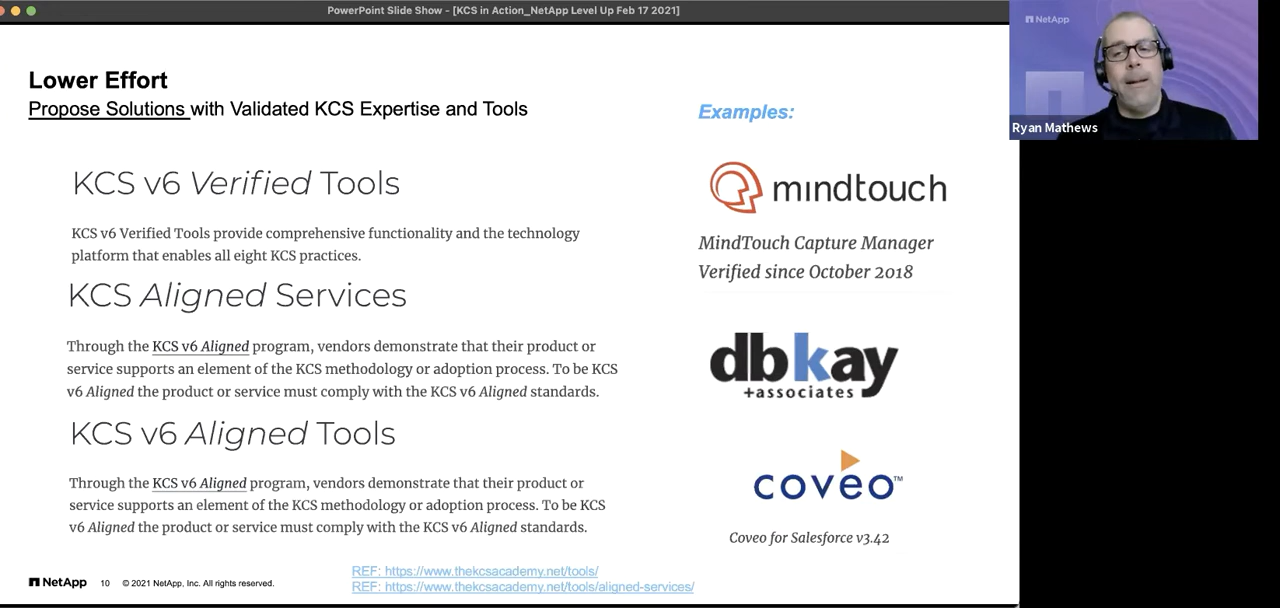 PowerPoint Slide Show - [KCS in Action_NetApp Level Up Feb 17 2021]
Lower Effort
Propose Solutions with Validated KCS Expertise and Tools
Examples:
KCS v6 Verified Tools
KCS v6 Verified Tools provide comprehensive functionality and the technology
platform that enables all eight KCS practices.
mindtouch
MindTouch Capture Manager
Verified since October 2018
KCS Aligned Services
Through the KCS v6 Aligned program, vendors demonstrate that their product or
service supports an element of the KCS methodology or adoption process. To be KCS
v6 Aligned the product or service must comply with the KCS v6 Aligned standards.
dbkay
+associates
KCS v6 Aligned Tools
Through the KCS v6 Aligned program, vendors demonstrate that their product or
service supports an element of the KCS methodology or adoption process. To be KCS
v6 Aligned the product or service must comply with the KCS v6 Aligned standards.
coveo™
Coveo for Salesforce v3.42
REF: https://www.thekcsacademy.net/tools/
REF: https://www.thekcsacademy.net/tools/aligned-services/
NetApp 10 © 2021 NetApp, Inc. All rights reserved.
NetApp
Ryan Mathews